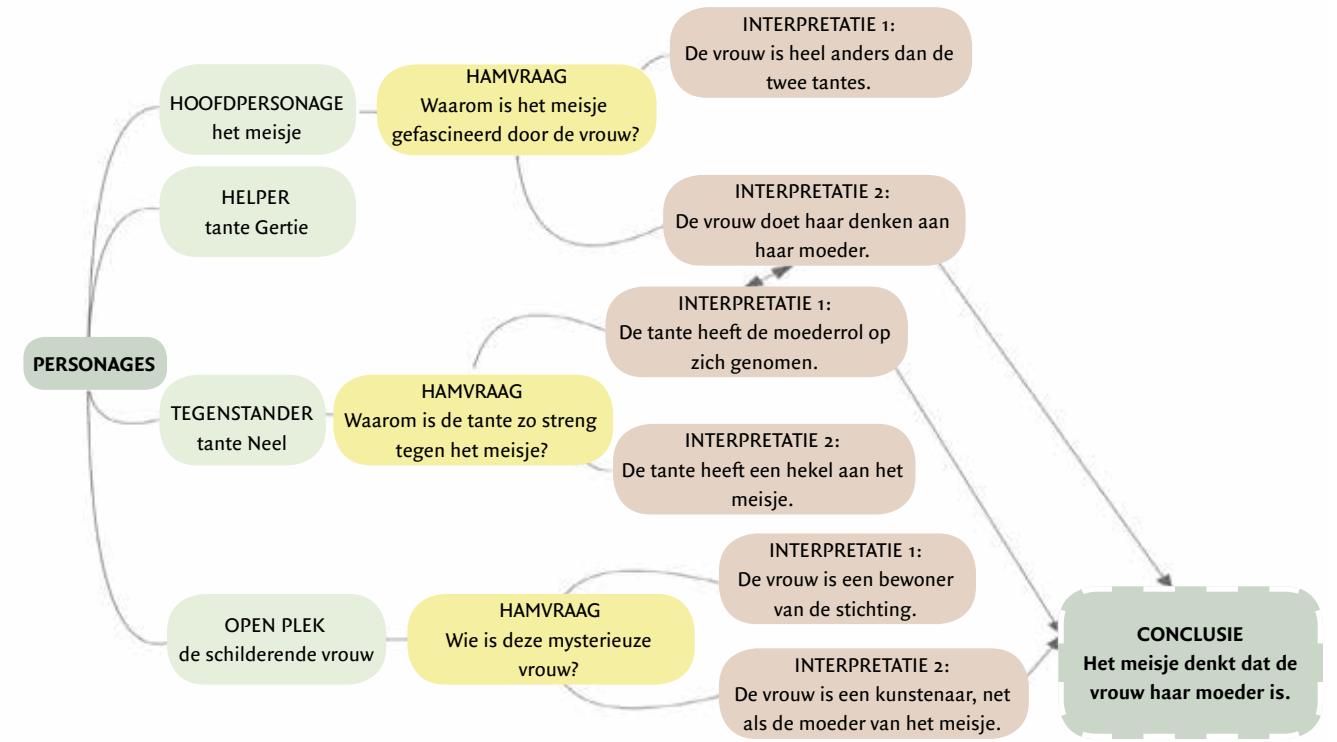 PERSONAGES
HOOFDPERSONAGE
het meisje
HAMVRAAG
Waarom is het meisje
gefascineerd door de vrouw?
INTERPRETATIE 1:
De vrouw is heel anders dan de
twee tantes.
INTERPRETATIE 2:
De vrouw doet haar denken aan
haar moeder.
HELPER
tante Gertie
TEGENSTANDER
tante Neel
HAMVRAAG
Waarom is de tante zo streng
tegen het meisje?
INTERPRETATIE 1:
De tante heeft de moederrol op
zich genomen.
INTERPRETATIE 2:
De tante heeft een hekel aan het
meisje.
OPEN PLEK
de schilderende vrouw
HAMVRAAG
Wie is deze mysterieuze
vrouw?
INTERPRETATIE 1:
De vrouw is een bewoner
van de stichting.
INTERPRETATIE 2:
De vrouw is een kunstenaar, net
als de moeder van het meisje.
CONCLUSIE
Het meisje denkt dat de
vrouw haar moeder is.